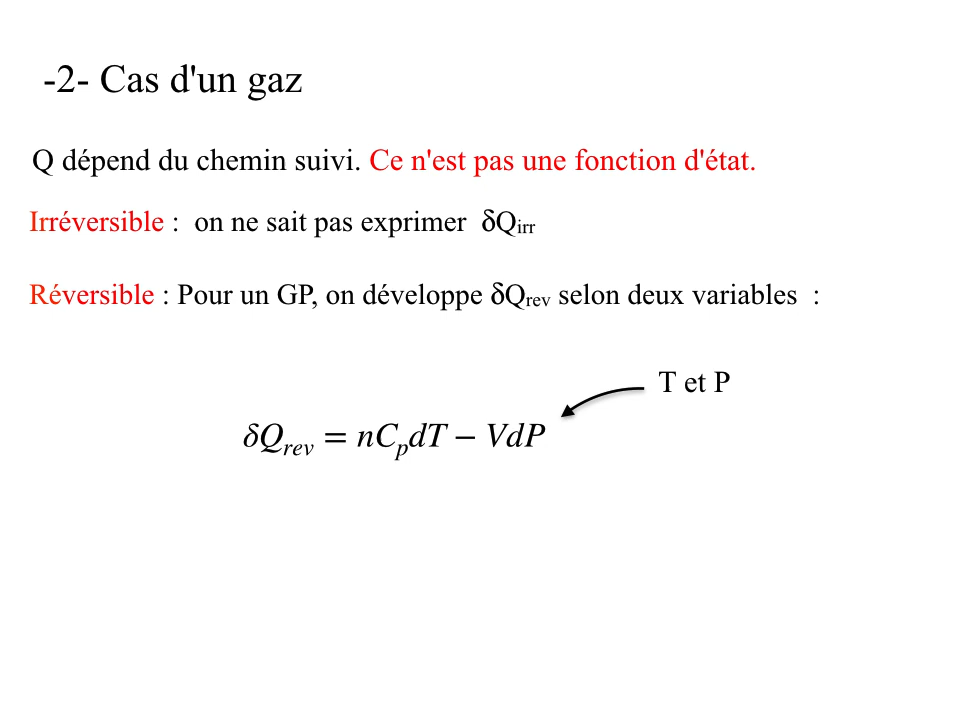 -2- Cas d'un gaz
Q dépend du chemin suivi. Ce n'est pas une fonction d'état.
Irréversible :  on ne sait pas exprimer  δQirr
Réversible : Pour un GP, on développe δQrev selon deux variables  :
T et P
δQrev = nCpdT − VdP